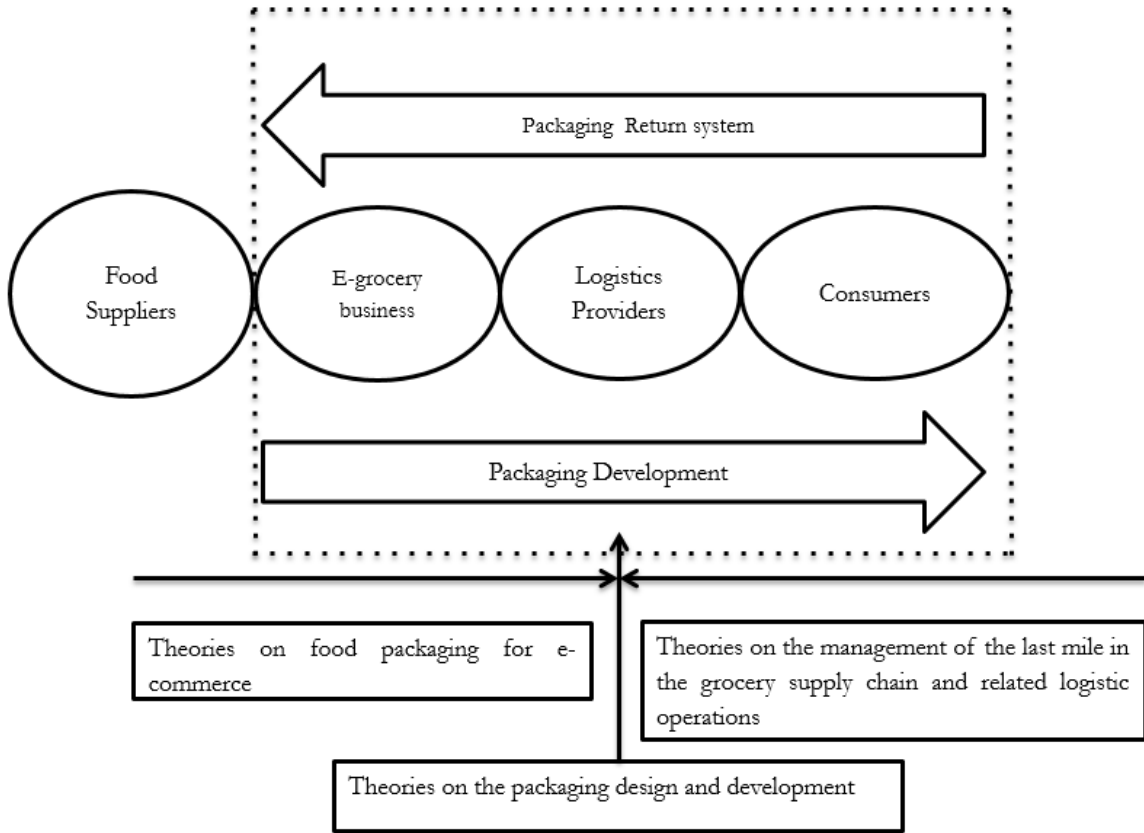 Packaging Return system
Food
Suppliers
E-grocery
business
Logistics
Providers
Consumers
Packaging Development
Theories on food packaging for e-
commerce
Theories on the management of the last mile in
the grocery supply chain and related logistic
operations
Theories on the packaging design and development